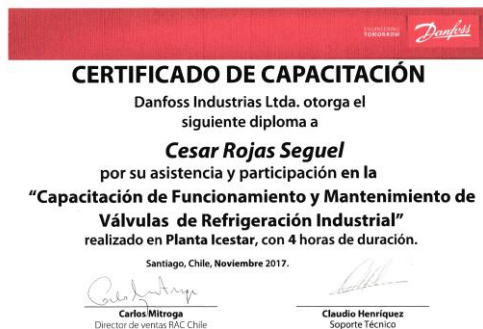 ENGINEERING
TOMORROW
Danfoss
CERTIFICADO DE CAPACITACIÓN
Danfoss Industrias Ltda. otorga el
siguiente diploma a
Cesar Rojas Seguel
por su asistencia y participación en la
“Capacitación de Funcionamiento y Mantenimiento de
Válvulas de Refrigeración Industrial”
realizado en Planta Icestar, con 4 horas de duración.
Santiago, Chile, Noviembre 2017.
Carlos Mitroga
Director de ventas RAC Chile
Claudio Henríquez
Soporte Técnico